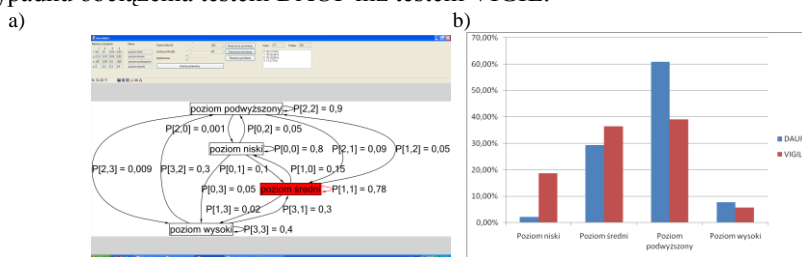 ypadku obciążenia testem DAUF niż testem VIGIL.
a)
b)
poziom podwyższony P[2,2] = 0,9
P[2,0] = 0,001 P[0,2] = 0,05
poziom niski P[0,0] = 0,8 P[2,1] = 0,09 P[1,2] = 0,05
P[2,3] = 0,009 P[3,2] = 0,3 P[0,1] = 0,1 P[1,0] = 0,15
P[0,3] = 0,05 poziom średni P[1,1] = 0,78
P[1,3] = 0,02 P[3,1] = 0,3
poziom wysoki P[3,3] = 0,4
70,00%
60,00%
50,00%
40,00%
30,00%
20,00%
10,00%
0,00%
Poziom niski Poziom średni Poziom podwyższony Poziom wysoki
DAUF
VIGIL